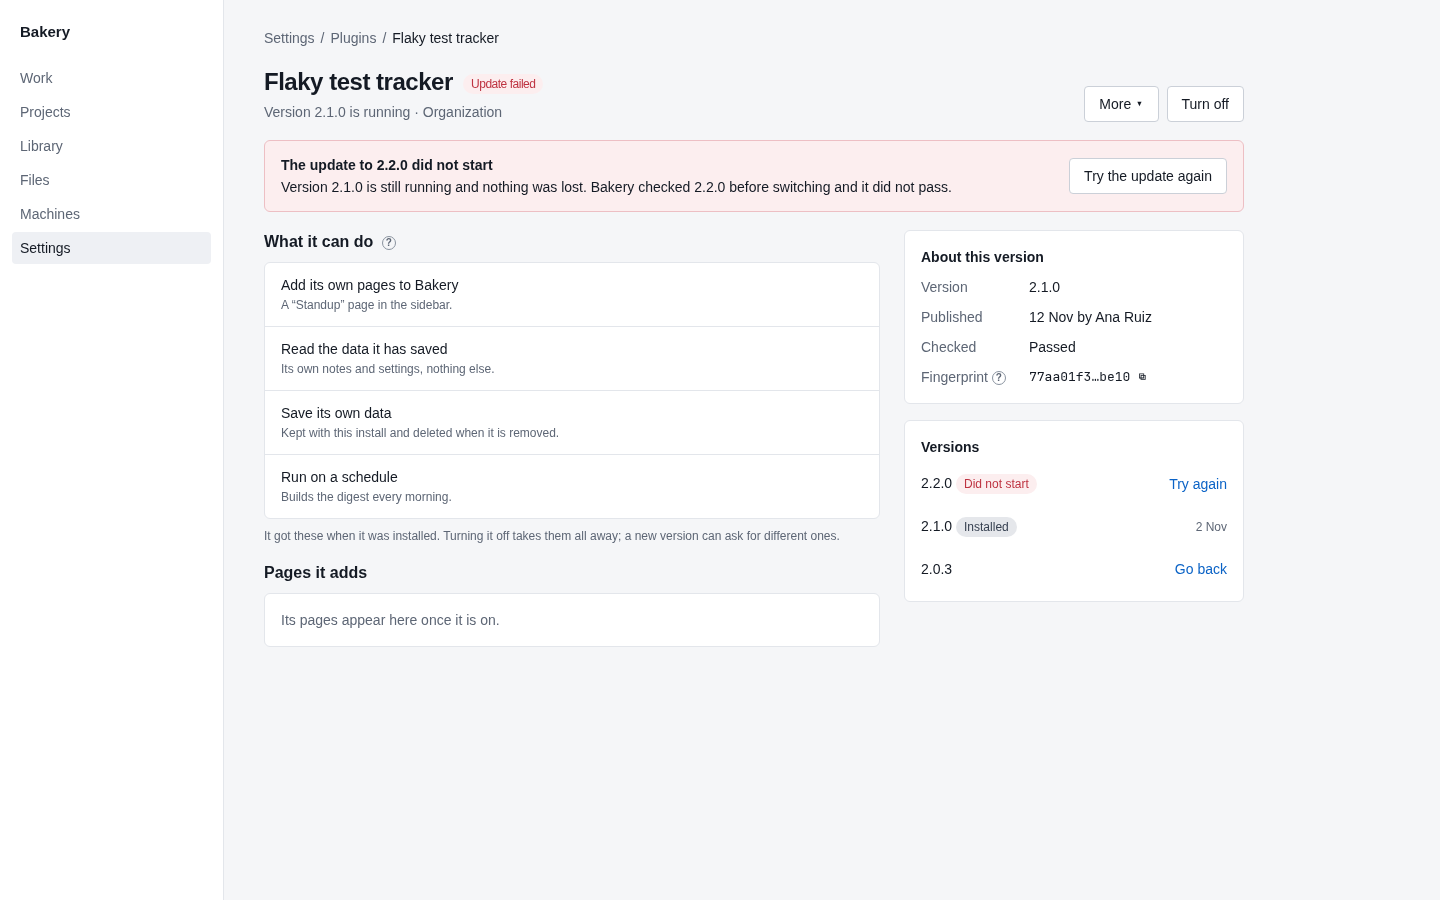 Bakery
Work
Projects
Library
Files
Machines
Settings
Settings / Plugins / Flaky test tracker
Flaky test tracker Update failed
Version 2.1.0 is running · Organization
More ▾
Turn off
The update to 2.2.0 did not start
Version 2.1.0 is still running and nothing was lost. Bakery checked 2.2.0 before switching and it did not pass.
Try the update again
What it can do ?
Add its own pages to Bakery
A “Standup” page in the sidebar.
Read the data it has saved
Its own notes and settings, nothing else.
Save its own data
Kept with this install and deleted when it is removed.
Run on a schedule
Builds the digest every morning.
It got these when it was installed. Turning it off takes them all away; a new version can ask for different ones.
Pages it adds
Its pages appear here once it is on.
About this version
Version 2.1.0
Published 12 Nov by Ana Ruiz
Checked Passed
Fingerprint ? 77aa01f3…be10
Versions
2.2.0 Did not start Try again
2.1.0 Installed 2 Nov
2.0.3 Go back